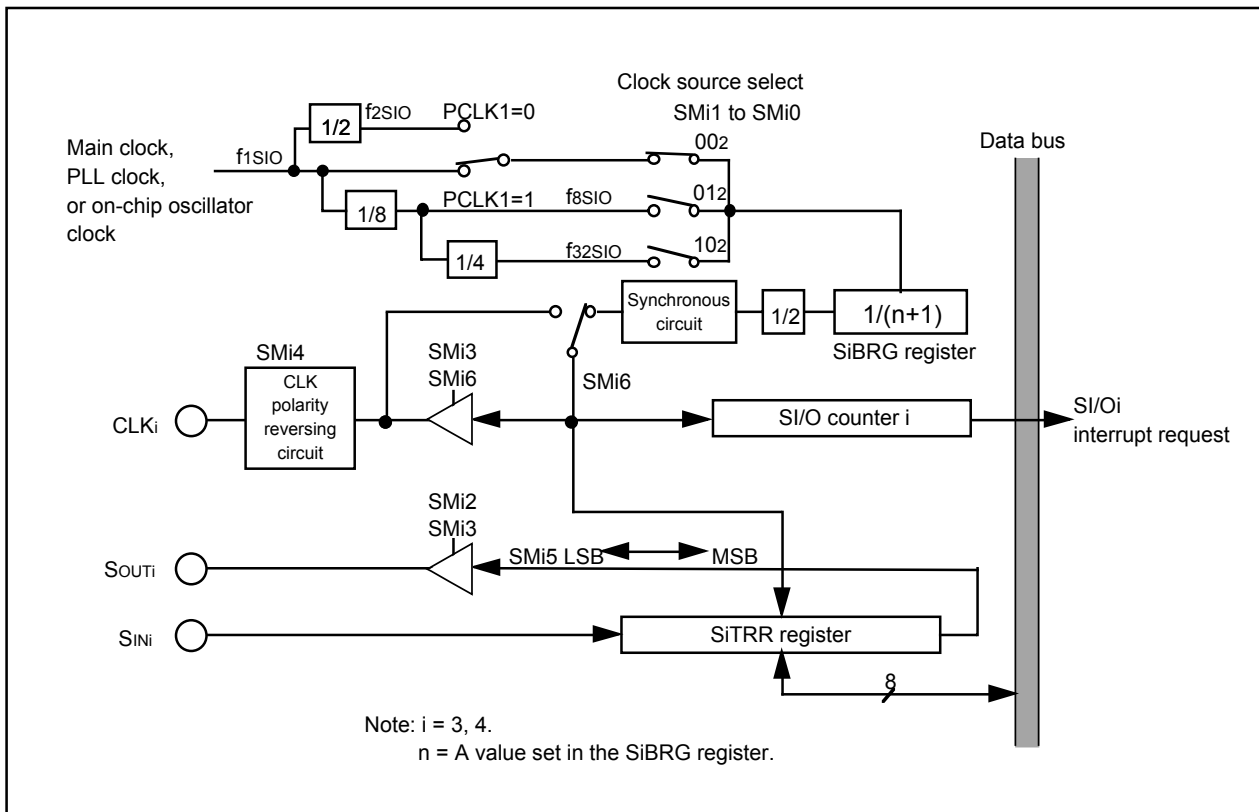 Clock source select
SMi1 to SMi0
f2SIO PCLK1=0
1/2
002
Data bus
Main clock,
PLL clock,
or on-chip oscillator
clock
f1SIO
1/8
PCLK1=1
f8SIO
012
1/4
f32SIO
102
Synchronous
circuit
1/2
1/(n+1)
SiBRG register
SMi4
CLK
polarity
reversing
circuit
SMi3
SMi6
SMi6
CLKi
SI/O counter i
SI/Oi
interrupt request
SMi2
SMi3
SOUTi
SMi5 LSB
MSB
SINi
SiTRR register
8
Note: i = 3, 4.
n = A value set in the SiBRG register.